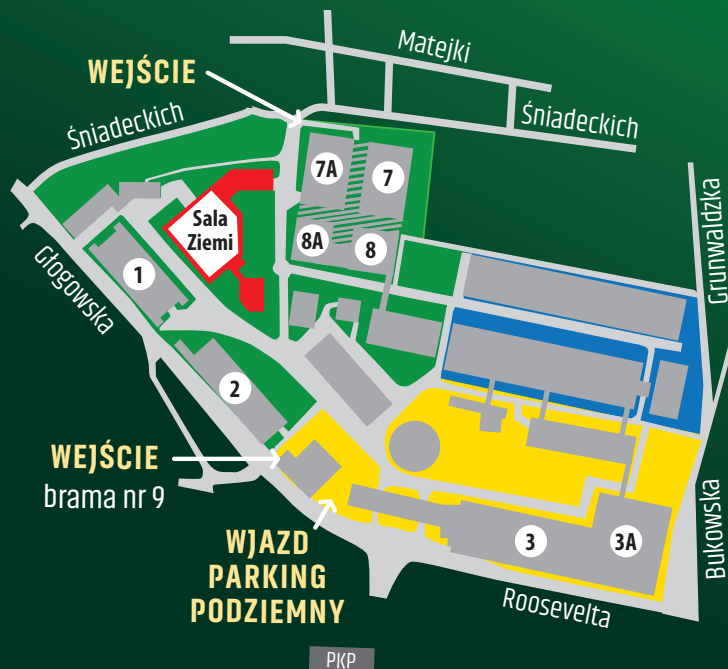 Matejki
WEJŚCIE
Śniadeckich
Śniadeckich
7A
7
Grunwaldzka
Sala
Ziemi
8A
8
1
Głogowska
2
WEJŚCIE
brama nr 9
Bukowska
3
3A
WJAZD
PARKING
PODZIEMNY
Roosevelta
PKP